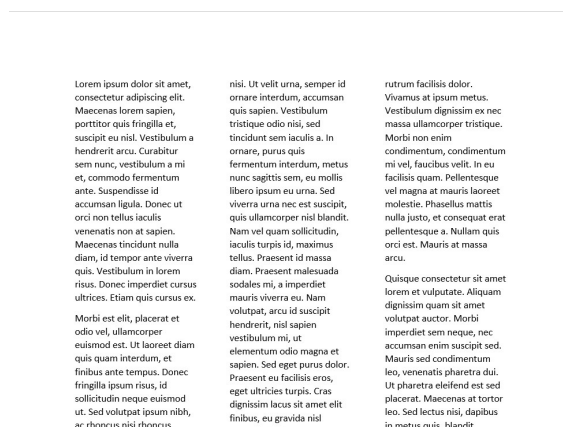 Lorem ipsum dolor sit amet,
consectetur adipiscing elit.
Maecenas lorem sapien,
porttitor quis fringilla et,
suscipit eu nisl. Vestibulum a
hendrerit arcu. Curabitur
sem nunc, vestibulum a mi
et, commodo fermentum
ante. Suspendisse id
accumsan ligula. Donec ut
orci non tellus iaculis
venenatis non at sapien.
Maecenas tincidunt nulla
diam, id tempor ante viverra
quis. Vestibulum in lorem
risus. Donec imperdiet cursus
ultrices. Etiam quis cursus ex.
Morbi est elit, placerat et
odio vel, ullamcorper
euismod est. Ut laoreet diam
quis quam interdum, et
finibus ante tempus. Donec
fringilla ipsum risus, id
sollicitudin neque euismod
ut. Sed volutpat ipsum nibh,
ac rhoncus nisi rhoncus
nisi. Ut velit urna, semper id
ornare interdum, accumsan
quis sapien. Vestibulum
tristique odio nisi, sed
tincidunt sem iaculis a. In
ornare, purus quis
fermentum interdum, metus
nunc sagittis sem, eu mollis
libero ipsum eu urna. Sed
viverra urna nec est suscipit,
quis ullamcorper nisl blandit.
Nam vel quam sollicitudin,
iaculis turpis id, maximus
tellus. Praesent id massa
diam. Praesent malesuada
sodales mi, a imperdiet
mauris viverra eu. Nam
volutpat, arcu id suscipit
hendrerit, nisl sapien
vestibulum mi, ut
elementum odio magna et
sapien. Sed eget purus dolor.
Praesent eu facilisis eros,
eget ultricies turpis. Cras
dignissim lacus sit amet elit
finibus, eu gravida nisl
rutrum facilisis dolor.
Vivamus at ipsum metus.
Vestibulum dignissim ex nec
massa ullamcorper tristique.
Morbi non enim
condimentum, condimentum
mi vel, faucibus velit. In eu
facilisis quam. Pellentesque
vel magna at mauris laoreet
molestie. Phasellus mattis
nulla justo, et consequat erat
pellentesque a. Nullam quis
orci est. Mauris at massa
arcu.
Quisque consectetur sit amet
lorem et vulputate. Aliquam
dignissim quam sit amet
volutpat auctor. Morbi
imperdiet sem neque, nec
accumsan enim suscipit sed.
Mauris sed condimentum
leo, venenatis pharetra dui.
Ut pharetra eleifend est sed
placerat. Maecenas at tortor
leo. Sed lectus nisi, dapibus
in metus quis, blandit